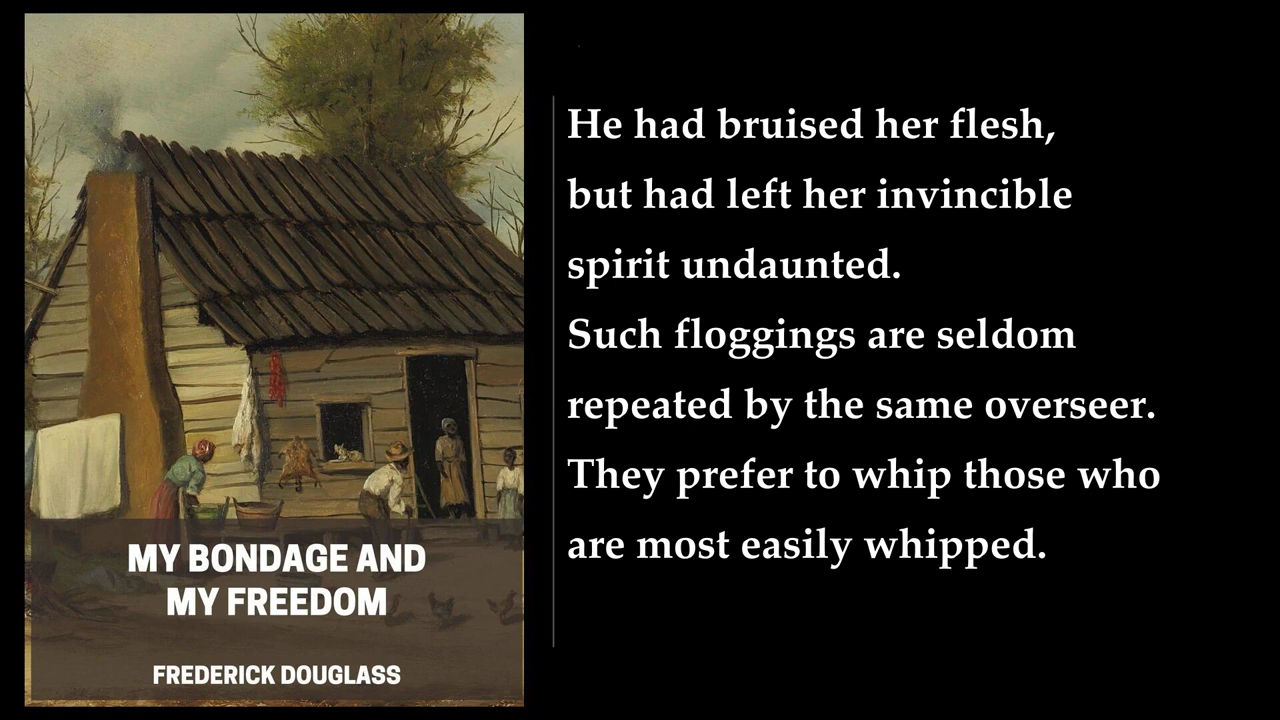 MY BONDAGE AND
MY FREEDOM
FREDERICK DOUGLASS
He had bruised her flesh,
but had left her invincible
spirit undaunted.
Such floggings are seldom
repeated by the same overseer.
They prefer to whip those who
are most easily whipped.